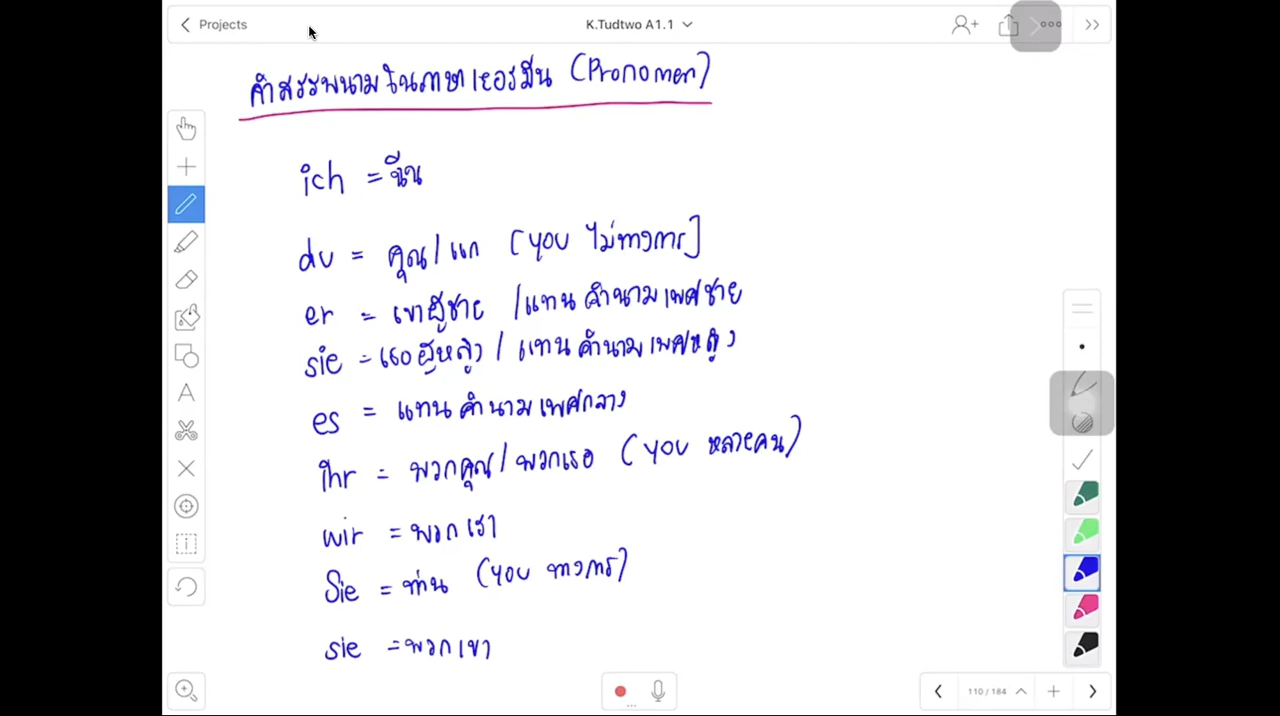 Projects
K.Tudtwo A1.1
คำสรรพนามในภาษาเยอรมัน (Pronomen)
ich = ฉัน
du = คุณ/แก (you ไม่ทางการ)
er = เขาผู้ชาย /แทนคำนามเพศชาย
sie = เธอผู้หญิง / แทนคำนามเพศหญิง
es = แทนคำนามเพศกลาง
ihr = พวกคุณ/พวกเธอ (you หลายคน)
wir = พวกเรา
Sie = ท่าน (you ทางการ)
sie = พวกเขา
110 / 184